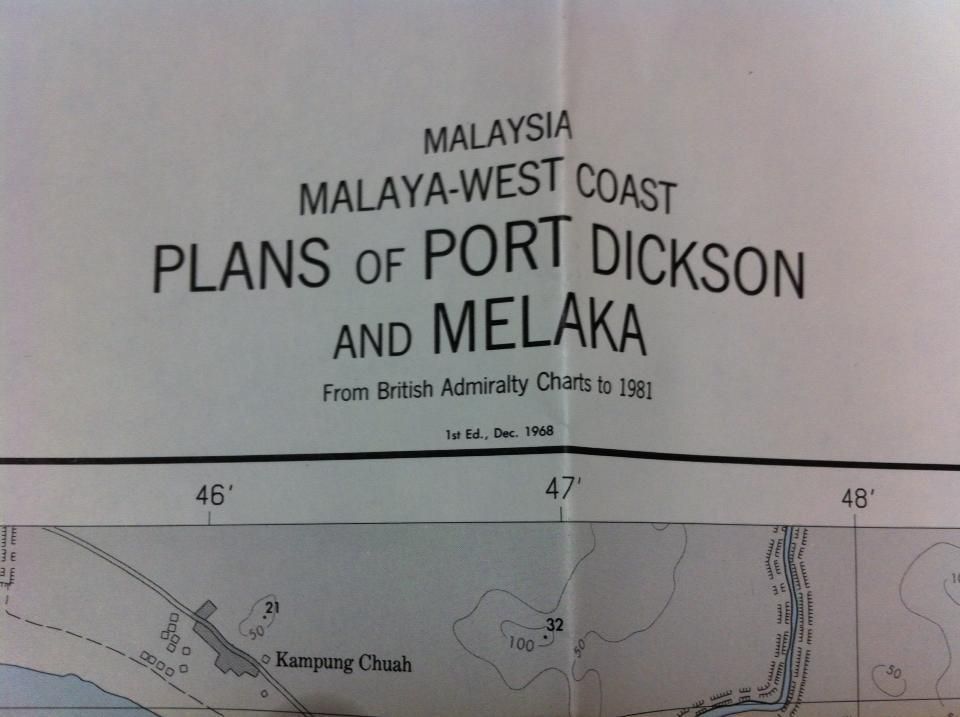 MALAYSIA
MALAYA-WEST COAST
PLANS OF PORT DICKSON
AND MELAKA
From British Admiralty Charts to 1981
1st Ed., Dec. 1968
46' 47' 48'
21
50
32
100
50
Kampung Chuah
50